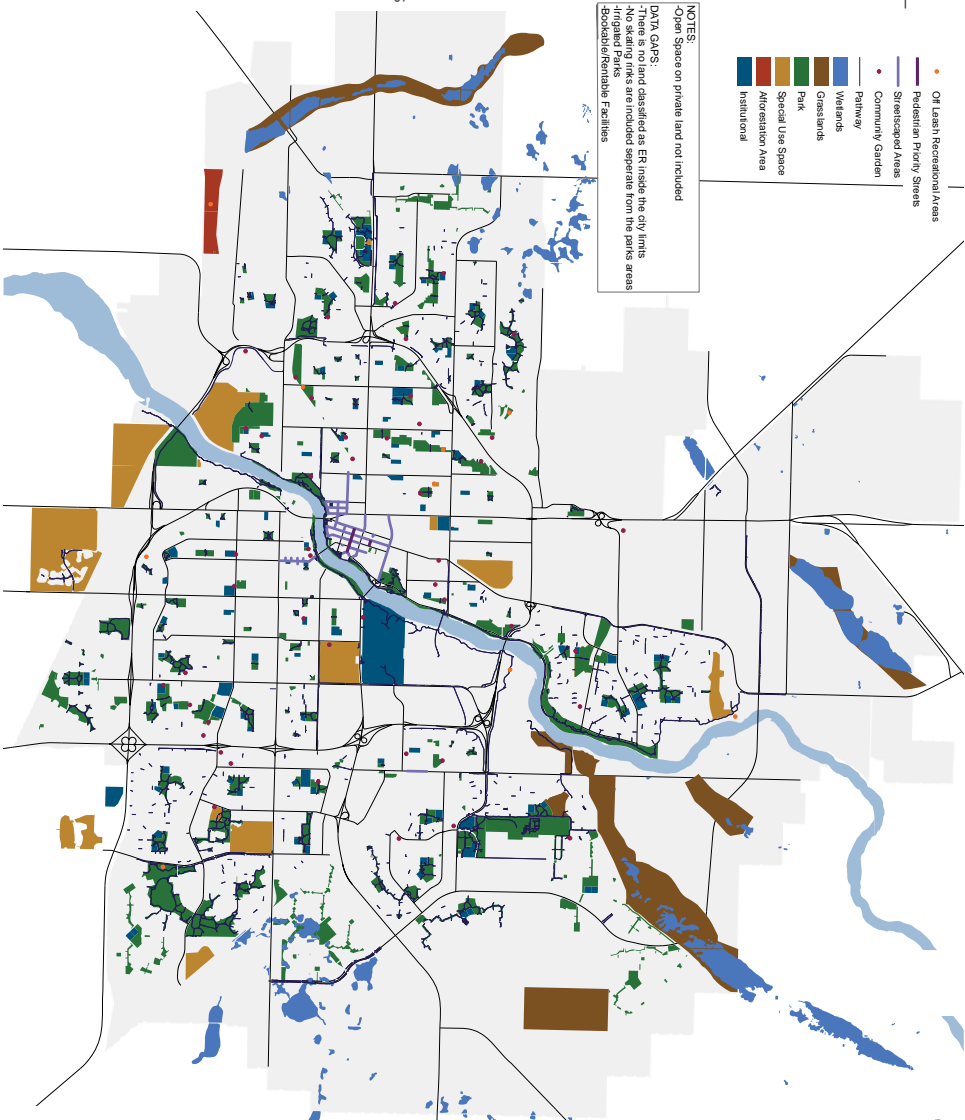 Off Leash Recreational Areas
Pedestrian Priority Streets
Streetscaped Areas
Community Garden
Pathway
Wetlands
Grasslands
Park
Special Use Space
Afforestation Area
Institutional
NOTES:
-Open Space on private land not included
DATA GAPS:
-There is no land classified as ER inside the city limits
-No skating rinks are included seperate from the parks areas
-Irrigated Parks
-Bookable/Rentable Facilities